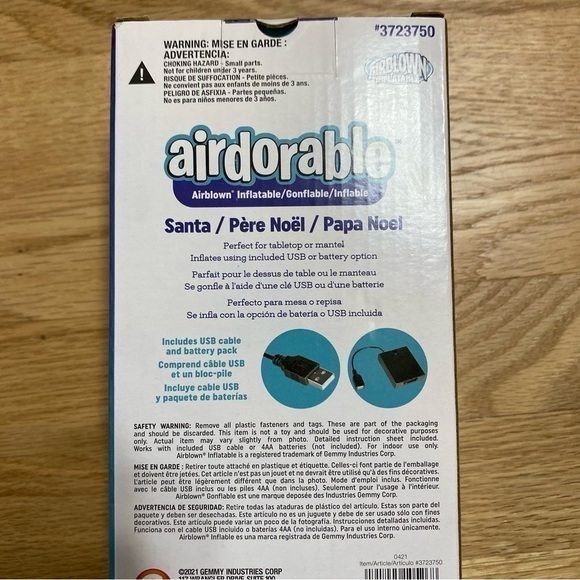 #3723750
WARNING: MISE EN GARDE :
ADVERTENCIA:
CHOKING HAZARD - Small parts.
Not for children under 3 years.
RISQUE DE SUFFOCATION - Petite pièces.
Ne convient pas aux enfants de moins de 3 ans.
PELIGRO DE ASFIXIA - Partes pequeñas.
No es para niños menores de 3 años.
AIRBLOWN
INFLATABLE
airdorable™
Airblown® Inflatable/Gonflable/Inflable
Santa / Père Noël / Papa Noel
Perfect for tabletop or mantel
Inflates using included USB or battery option
Parfait pour le dessus de table ou le manteau
Se gonfle à l'aide d'une clé USB ou d'une batterie
Perfecto para mesa o repisa
Se infla con la opción de batería o USB incluida
Includes USB cable
and battery pack
Comprend câble USB
et un bloc-pile
Incluye cable USB
y paquete de baterías
SAFETY WARNING: Remove all plastic fasteners and tags. These are part of the packaging
and should be discarded. This item is not a toy and should be used for decorative purposes
only. Actual item may vary slightly from photo. Detailed instruction sheet included.
Works with included USB cable or 4AA batteries (not included). For indoor use only.
Airblown® Inflatable is a registered trademark of Gemmy Industries Corp.
MISE EN GARDE : Retirer toute attaché en plastique et étiquette. Celles-ci font partie de l'emballage
et doivent être jetées. Cet article n'est pas un jouet et ne devrait être utilisé qu'à des fins décoratives.
L'article peut être légèrement différent que dans la photo. Mode d'emploi inclus. Fonctionne
avec le câble USB inclus ou les piles 4AA (non incluses). Seulement pour usage à l'intérieur.
Airblown® Gonflable est une marque deposée des Industries Gemmy Corp.
ADVERTENCIA DE SEGURIDAD: Retire todas las ataduras de plástico del artículo. Estas son parte del
paquete y deben ser desechadas. Este artículo no es un juguete y debe de ser usado sólo con fines
decorativos. Este artículo puede variar un poco de la fotografía. Instrucciones detalladas incluidas.
Funciona con el cable USB incluido o baterías 4AA (no incluidas). Para el uso interno únicamente.
Airblown® Inflable es una marca registrada de Gemmy Industries Corp.
0421
Item/Article/Artículo #3723750
©2021 GEMMY INDUSTRIES CORP
117 WRANGLER DRIVE SUITE 100